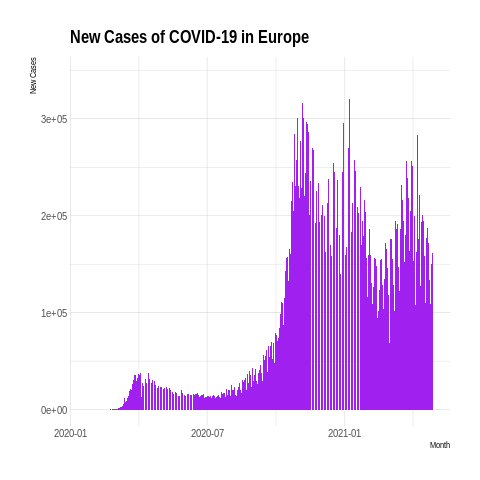 New Cases of COVID-19 in Europe
New Cases
3e+05
2e+05
1e+05
0e+00
2020-01 2020-07 2021-01
Month